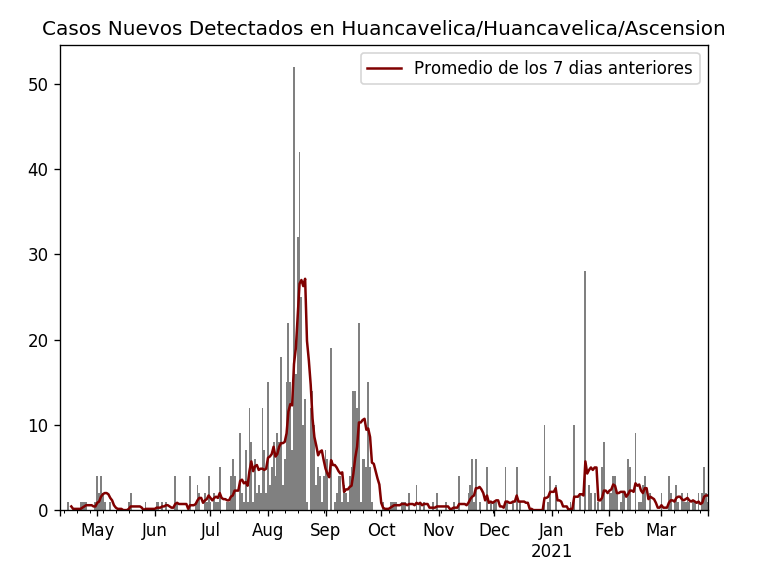 Casos Nuevos Detectados en Huancavelica/Huancavelica/Ascension
Promedio de los 7 dias anteriores
50
40
30
20
10
0
May Jun Jul Aug Sep Oct Nov Dec Jan Feb Mar
2021